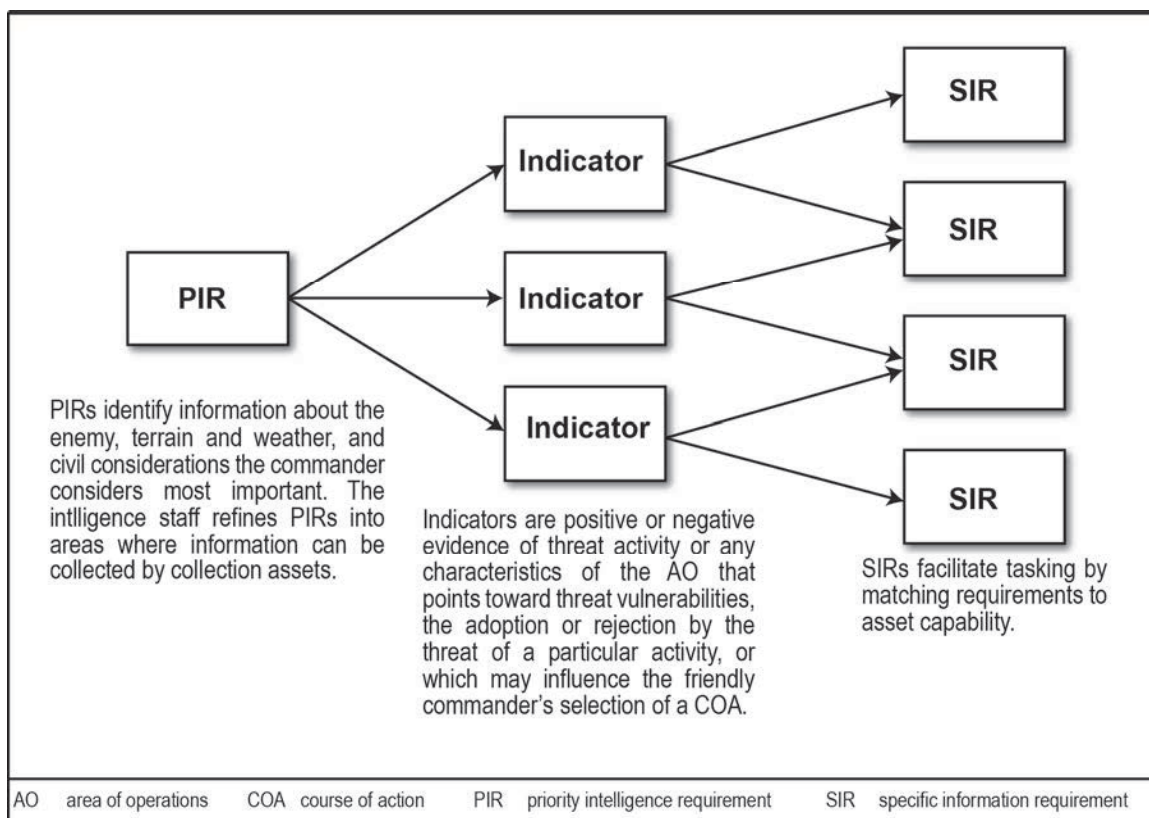 SIR
Indicator
SIR
PIR
Indicator
SIR
Indicator
SIR
PIRs identify information about the
enemy, terrain and weather, and
civil considerations the commander
considers most important. The
intlligence staff refines PIRs into
areas where information can be
collected by collection assets.
Indicators are positive or negative
evidence of threat activity or any
characteristics of the AO that
points toward threat vulnerabilities,
the adoption or rejection by the
threat of a particular activity, or
which may influence the friendly
commander’s selection of a COA.
SIRs facilitate tasking by
matching requirements to
asset capability.
AO area of operations COA course of action PIR priority intelligence requirement SIR specific information requirement